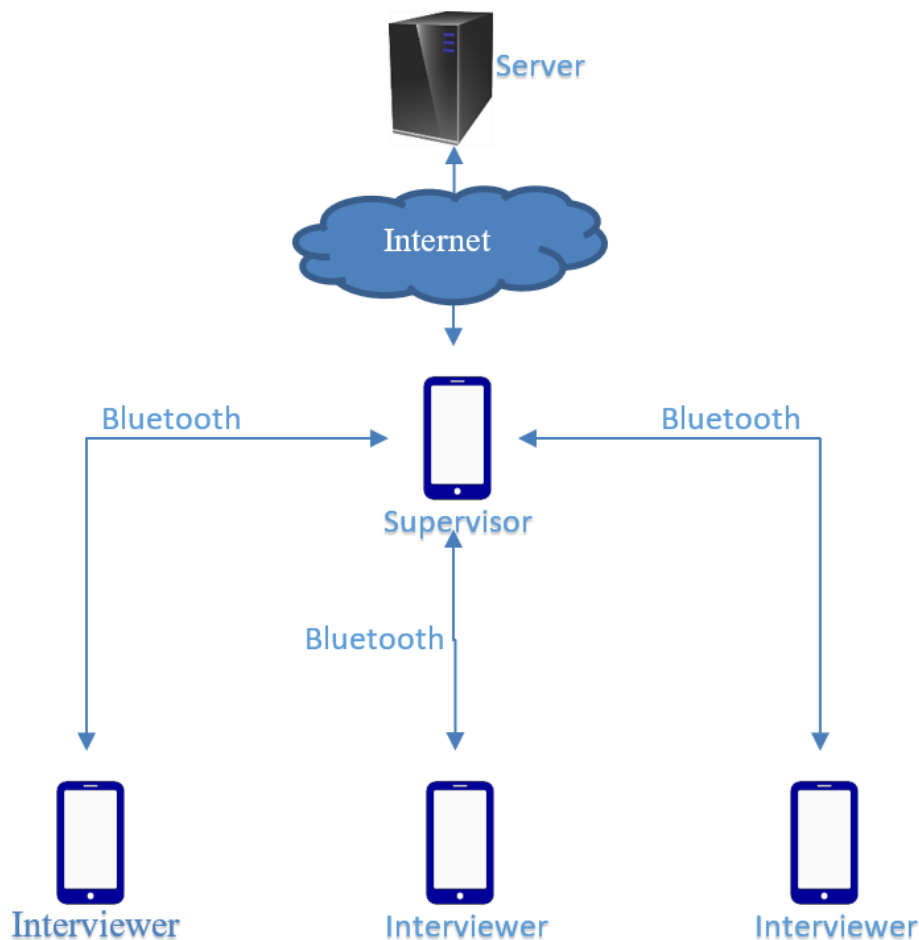 Server
Internet
Bluetooth
Bluetooth
Supervisor
Bluetooth
Interviewer
Interviewer
Interviewer